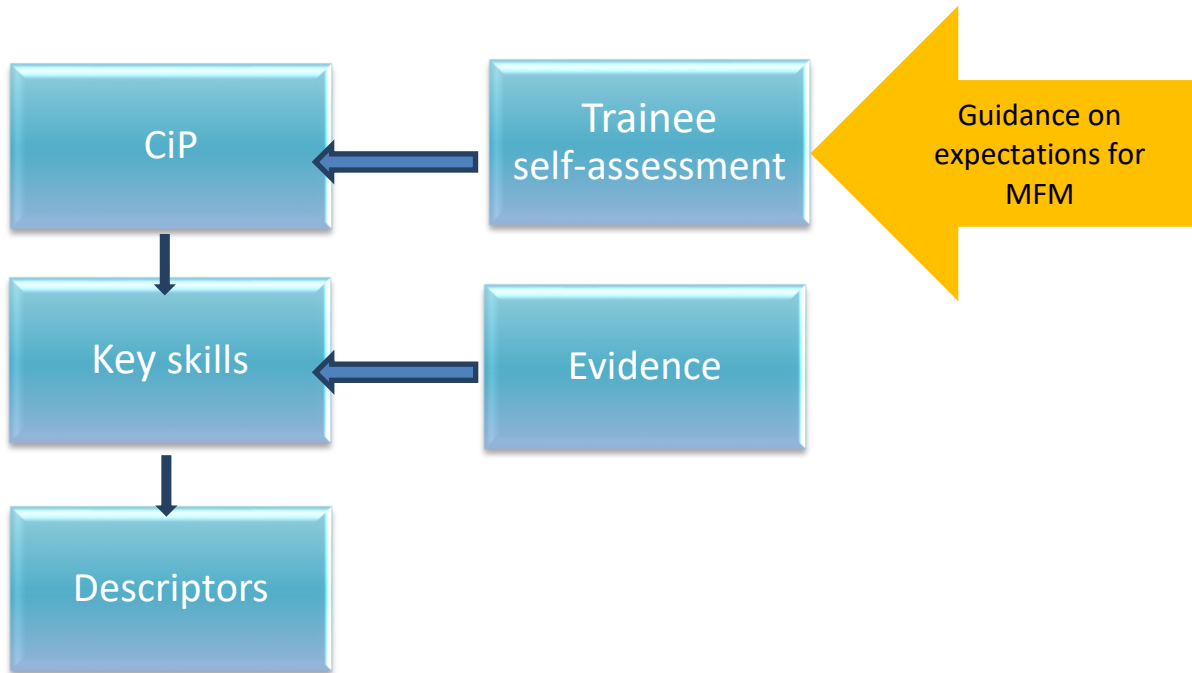 CiP
Trainee
self-assessment
Guidance on
expectations for
MFM
Key skills
Evidence
Descriptors